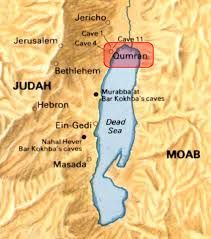 Jericho
Cave 1
Cave 11
Jerusalem
Cave 4
Qumran
Bethlehem
JUDAH
Murabba'at
Bar Kokhba's caves
Hebron
Ein-Gedi
Dead
Sea
Nahal Hever
Bar Kokhba's caves
MOAB
Masada